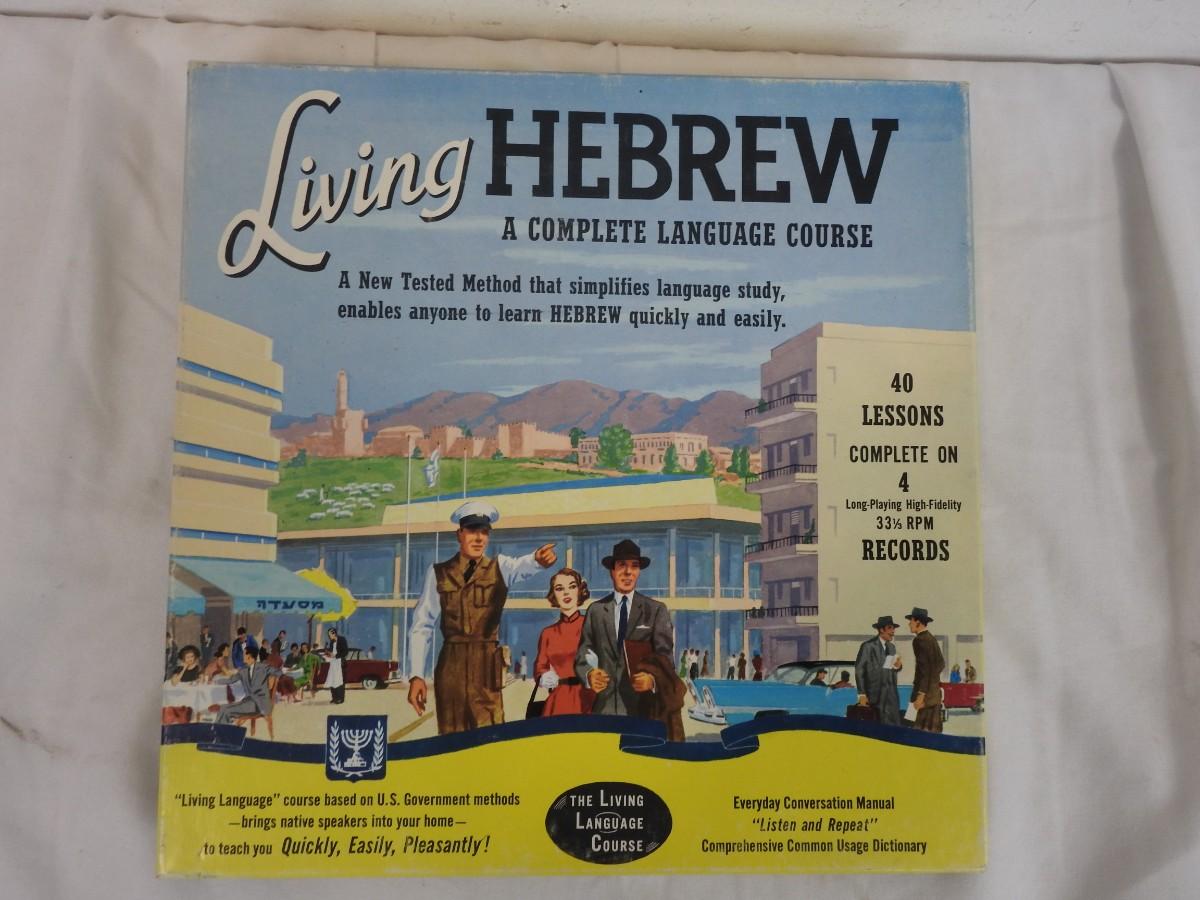 Living HEBREW
A COMPLETE LANGUAGE COURSE
A New Tested Method that simplifies language study,
enables anyone to learn HEBREW quickly and easily.
40
LESSONS
COMPLETE ON
4
Long-Playing High-Fidelity
33⅓ RPM
RECORDS
מסעדה
"Living Language" course based on U.S. Government methods
—brings native speakers into your home—
to teach you Quickly, Easily, Pleasantly!
THE LIVING
LANGUAGE
COURSE
Everyday Conversation Manual
"Listen and Repeat"
Comprehensive Common Usage Dictionary